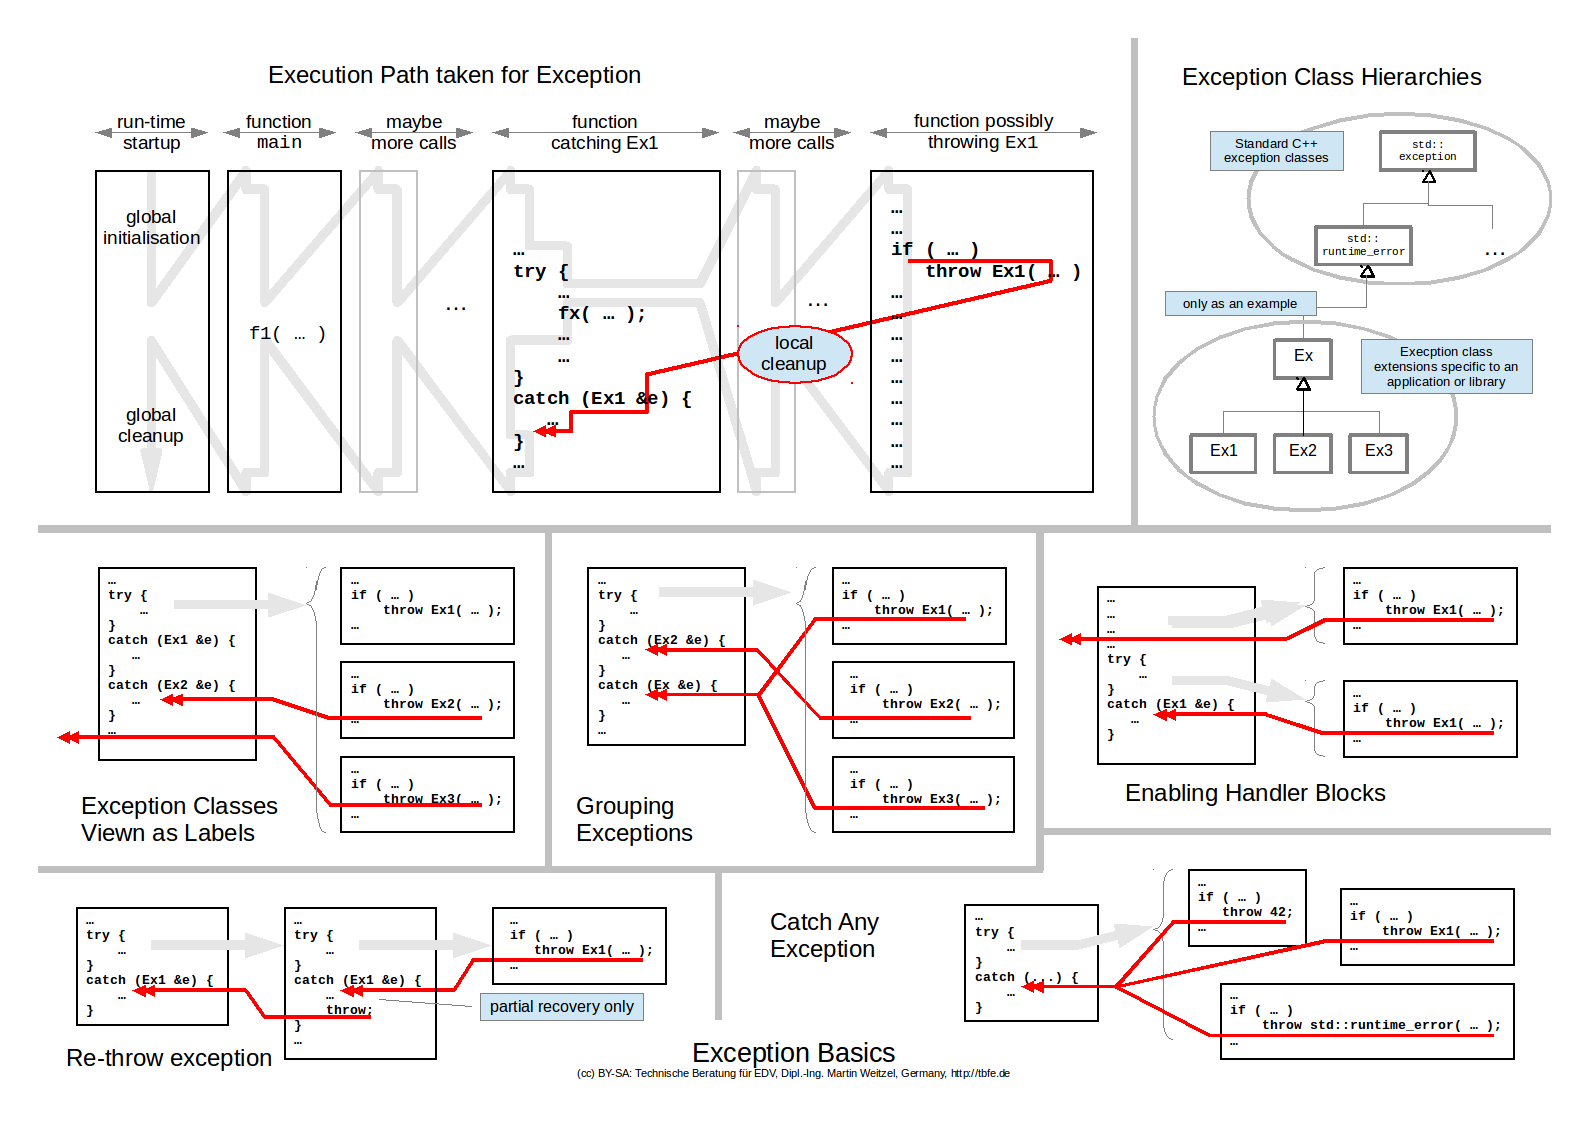 Execution Path taken for Exception
run-time
startup
function
main
maybe
more calls
function
catching Ex1
maybe
more calls
function possibly
throwing Ex1
global
initialisation
global
cleanup
f1( … )
…
…
try {
…
fx( … );
…
…
}
catch (Ex1 &e) {
…
}
…
…
local
cleanup
…
…
if ( … )
throw Ex1( … )
…
…
…
…
…
…
…
…
…
Exception Class Hierarchies
Standard C++
exception classes
std::
exception
std::
runtime_error
…
only as an example
Ex
Execption class
extensions specific to an
application or library
Ex1
Ex2
Ex3
…
try {
…
}
catch (Ex1 &e) {
…
}
catch (Ex2 &e) {
…
}
…
…
if ( … )
throw Ex1( … );
…
…
if ( … )
throw Ex2( … );
…
…
if ( … )
throw Ex3( … );
…
Exception Classes
Viewn as Labels
…
try {
…
}
catch (Ex2 &e) {
…
}
catch (Ex &e) {
…
}
…
…
if ( … )
throw Ex1( … );
…
…
if ( … )
throw Ex2( … );
…
…
if ( … )
throw Ex3( … );
…
Grouping
Exceptions
…
…
…
…
try {
…
}
catch (Ex1 &e) {
…
}
…
if ( … )
throw Ex1( … );
…
…
if ( … )
throw Ex1( … );
…
Enabling Handler Blocks
…
try {
…
}
catch (Ex1 &e) {
…
}
…
try {
…
}
catch (Ex1 &e) {
…
throw;
}
…
…
if ( … )
throw Ex1( … );
…
partial recovery only
Re-throw exception
Catch Any
Exception
…
try {
…
}
catch (...) {
…
}
…
if ( … )
throw 42;
…
…
if ( … )
throw Ex1( … );
…
…
if ( … )
throw std::runtime_error( … );
…
Exception Basics
(cc) BY-SA: Technische Beratung für EDV, Dipl.-Ing. Martin Weitzel, Germany, http://tbfe.de